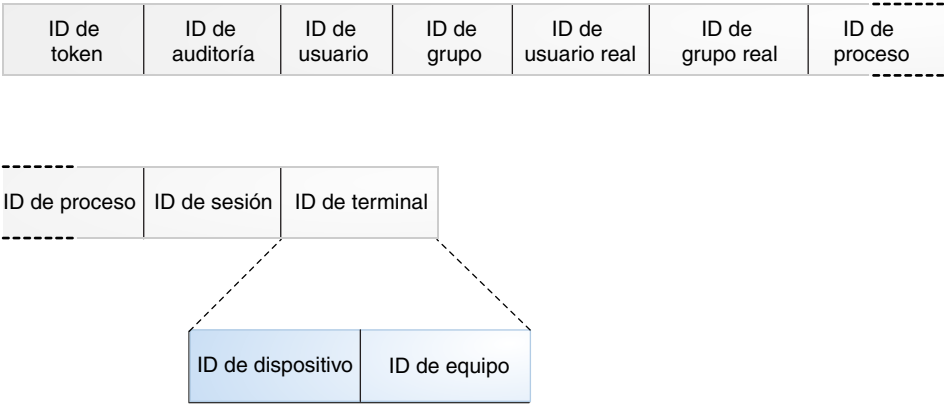 ID de token
ID de auditoría
ID de usuario
ID de grupo
ID de usuario real
ID de grupo real
ID de proceso
ID de proceso
ID de sesión
ID de terminal
ID de dispositivo
ID de equipo